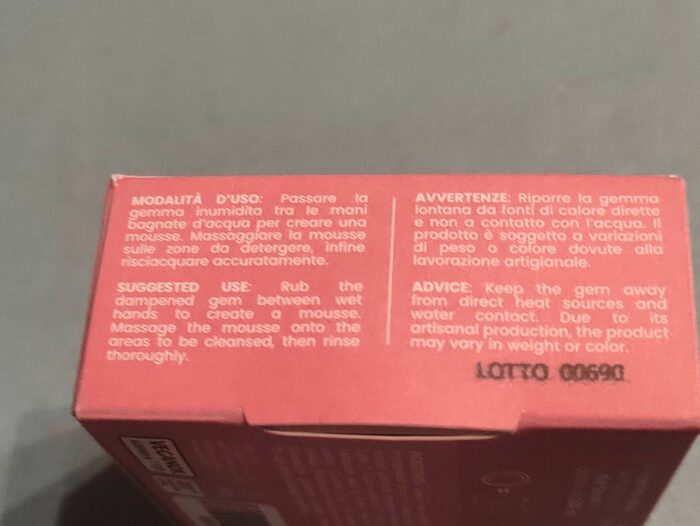 MODALITÀ D'USO: Passare la
gemma inumidita tra le mani
bagnate d'acqua per creare una
mousse. Massaggiare la mousse
sulle zone da detergere, infine
risciacquare accuratamente.
SUGGESTED USE: Rub the
dampened gem between wet
hands to create a mousse.
Massage the mousse onto the
areas to be cleansed, then rinse
thoroughly.
AVVERTENZE: Riporre la gemma
lontana da fonti di calore dirette
e non a contatto con l'acqua. Il
prodotto è soggetto a variazioni
di peso o colore dovute alla
lavorazione artigianale.
ADVICE: Keep the gem away
from direct heat sources and
water contact. Due to its
artisanal production, the product
may vary in weight or color.
LOTTO 00690